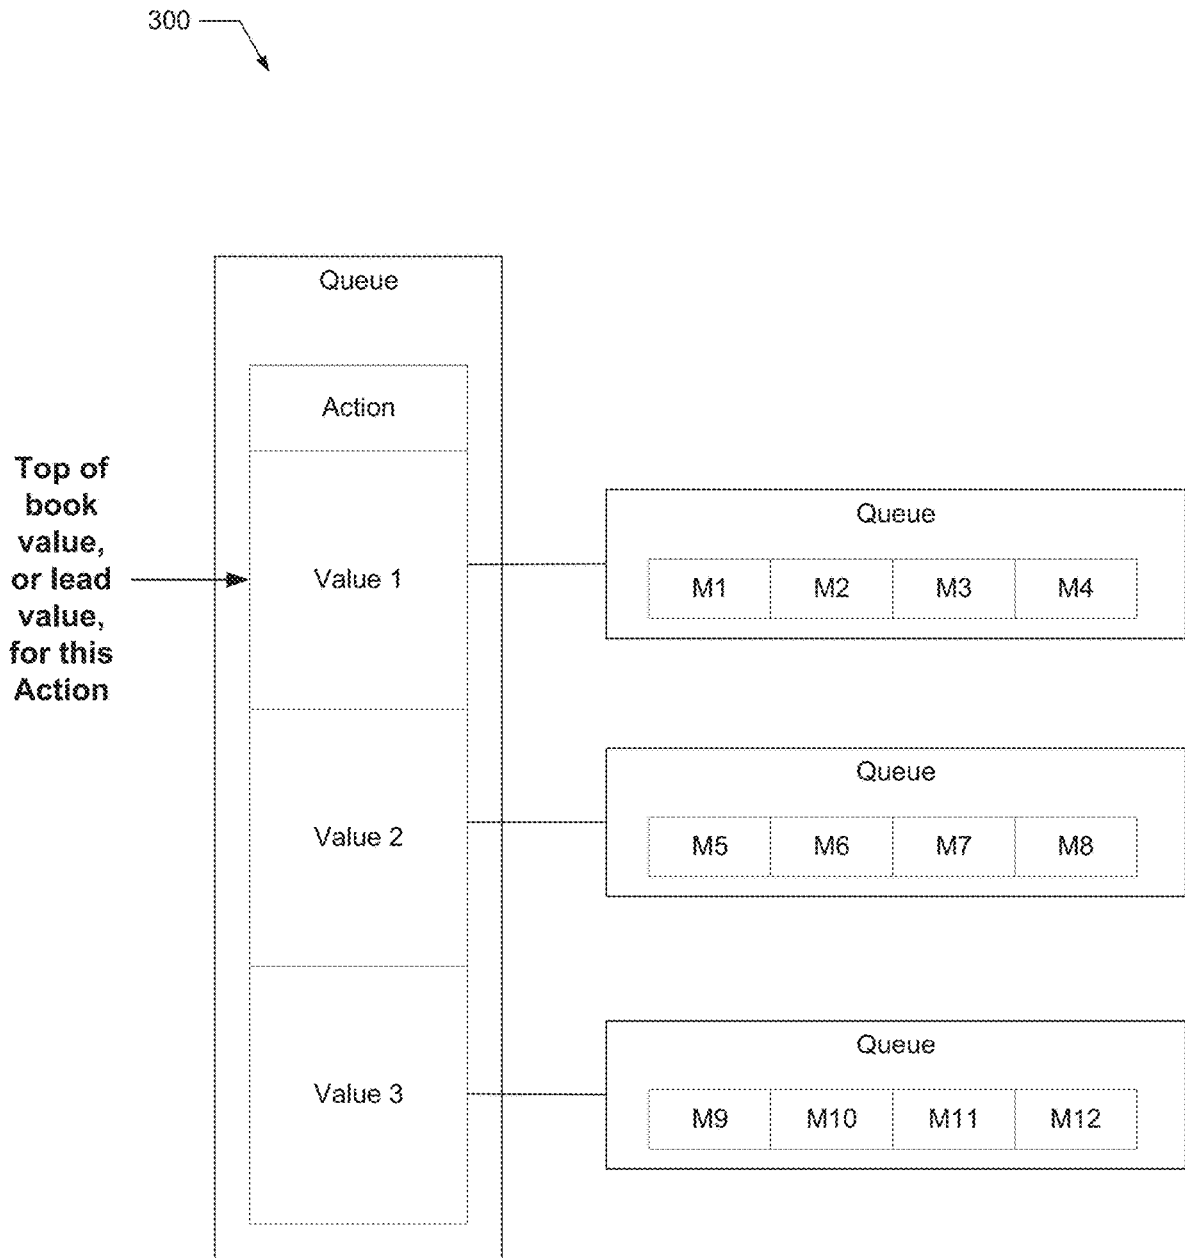 300
Queue
Action
Top of
book
value,
or lead
value,
for this
Action
Value 1
Queue
M1 M2 M3 M4
Value 2
Queue
M5 M6 M7 M8
Value 3
Queue
M9 M10 M11 M12